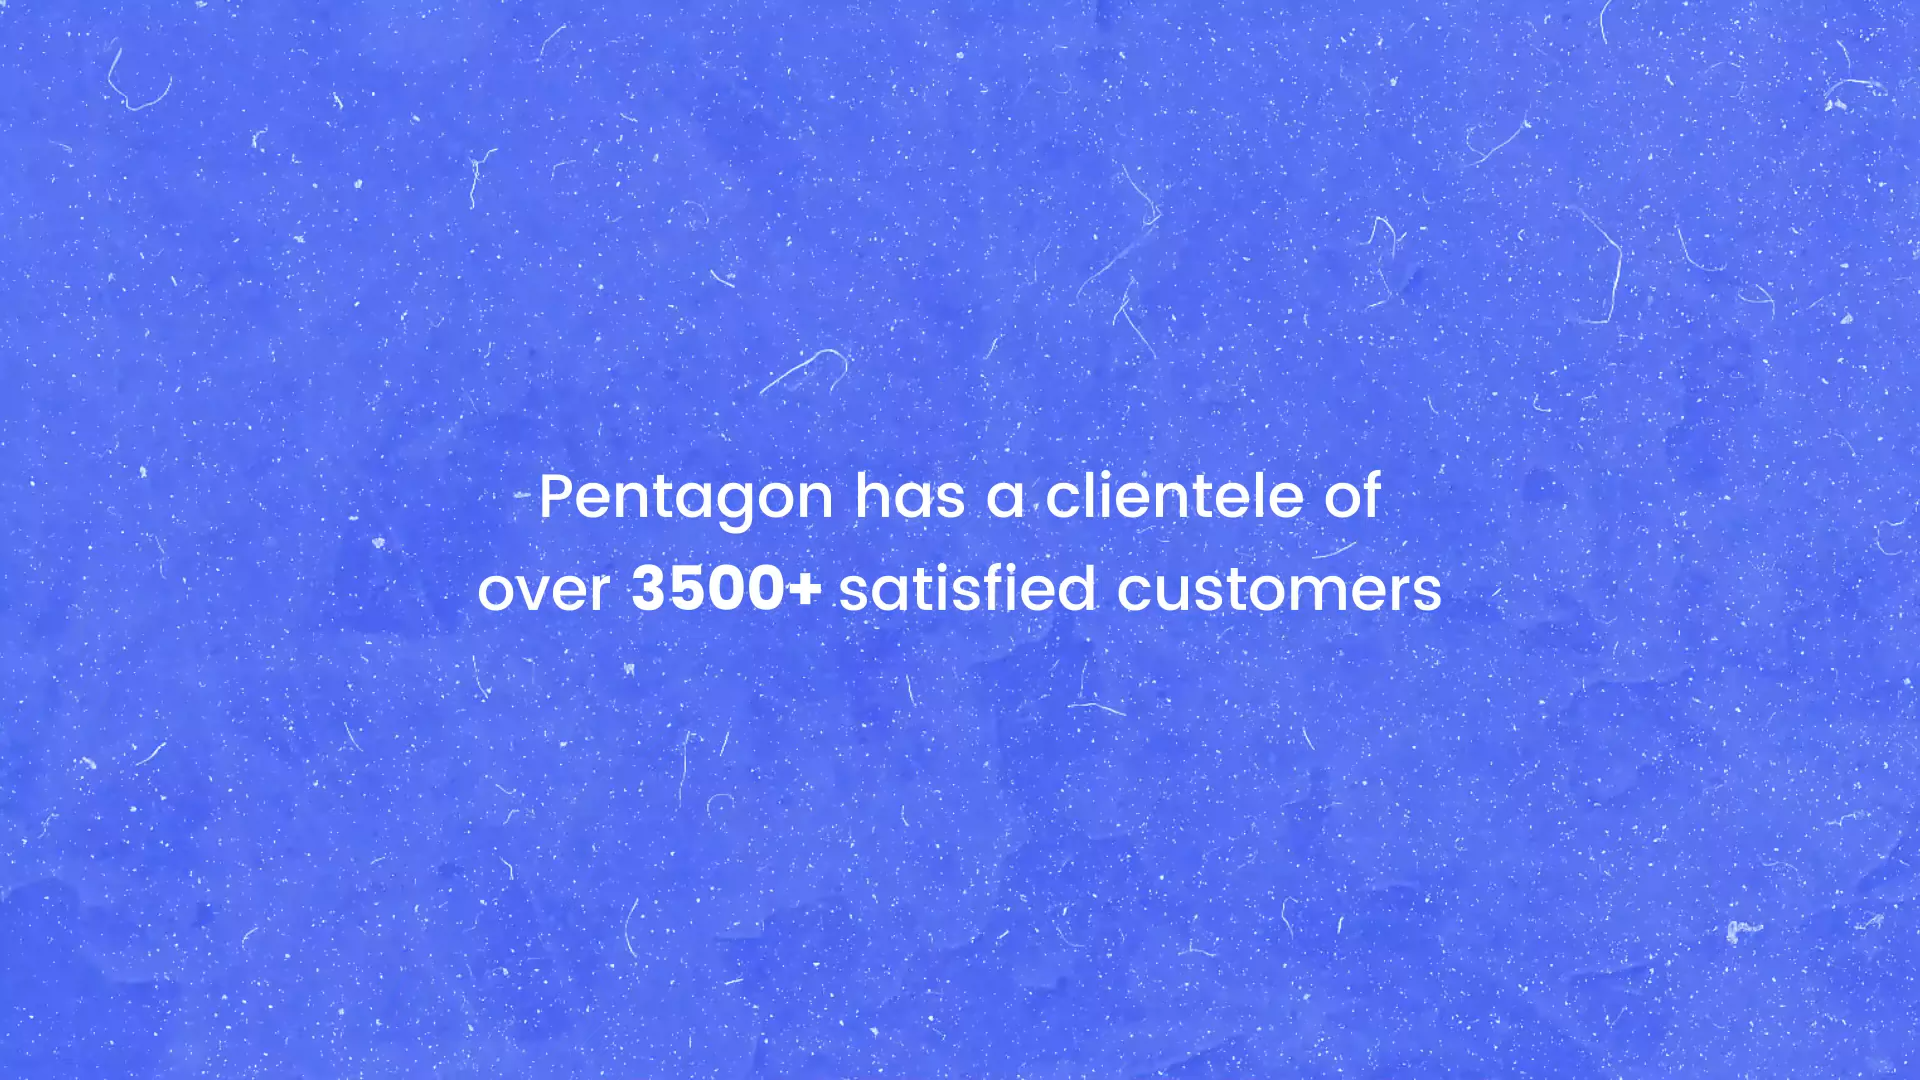 Pentagon has a clientele of
over 3500+ satisfied customers